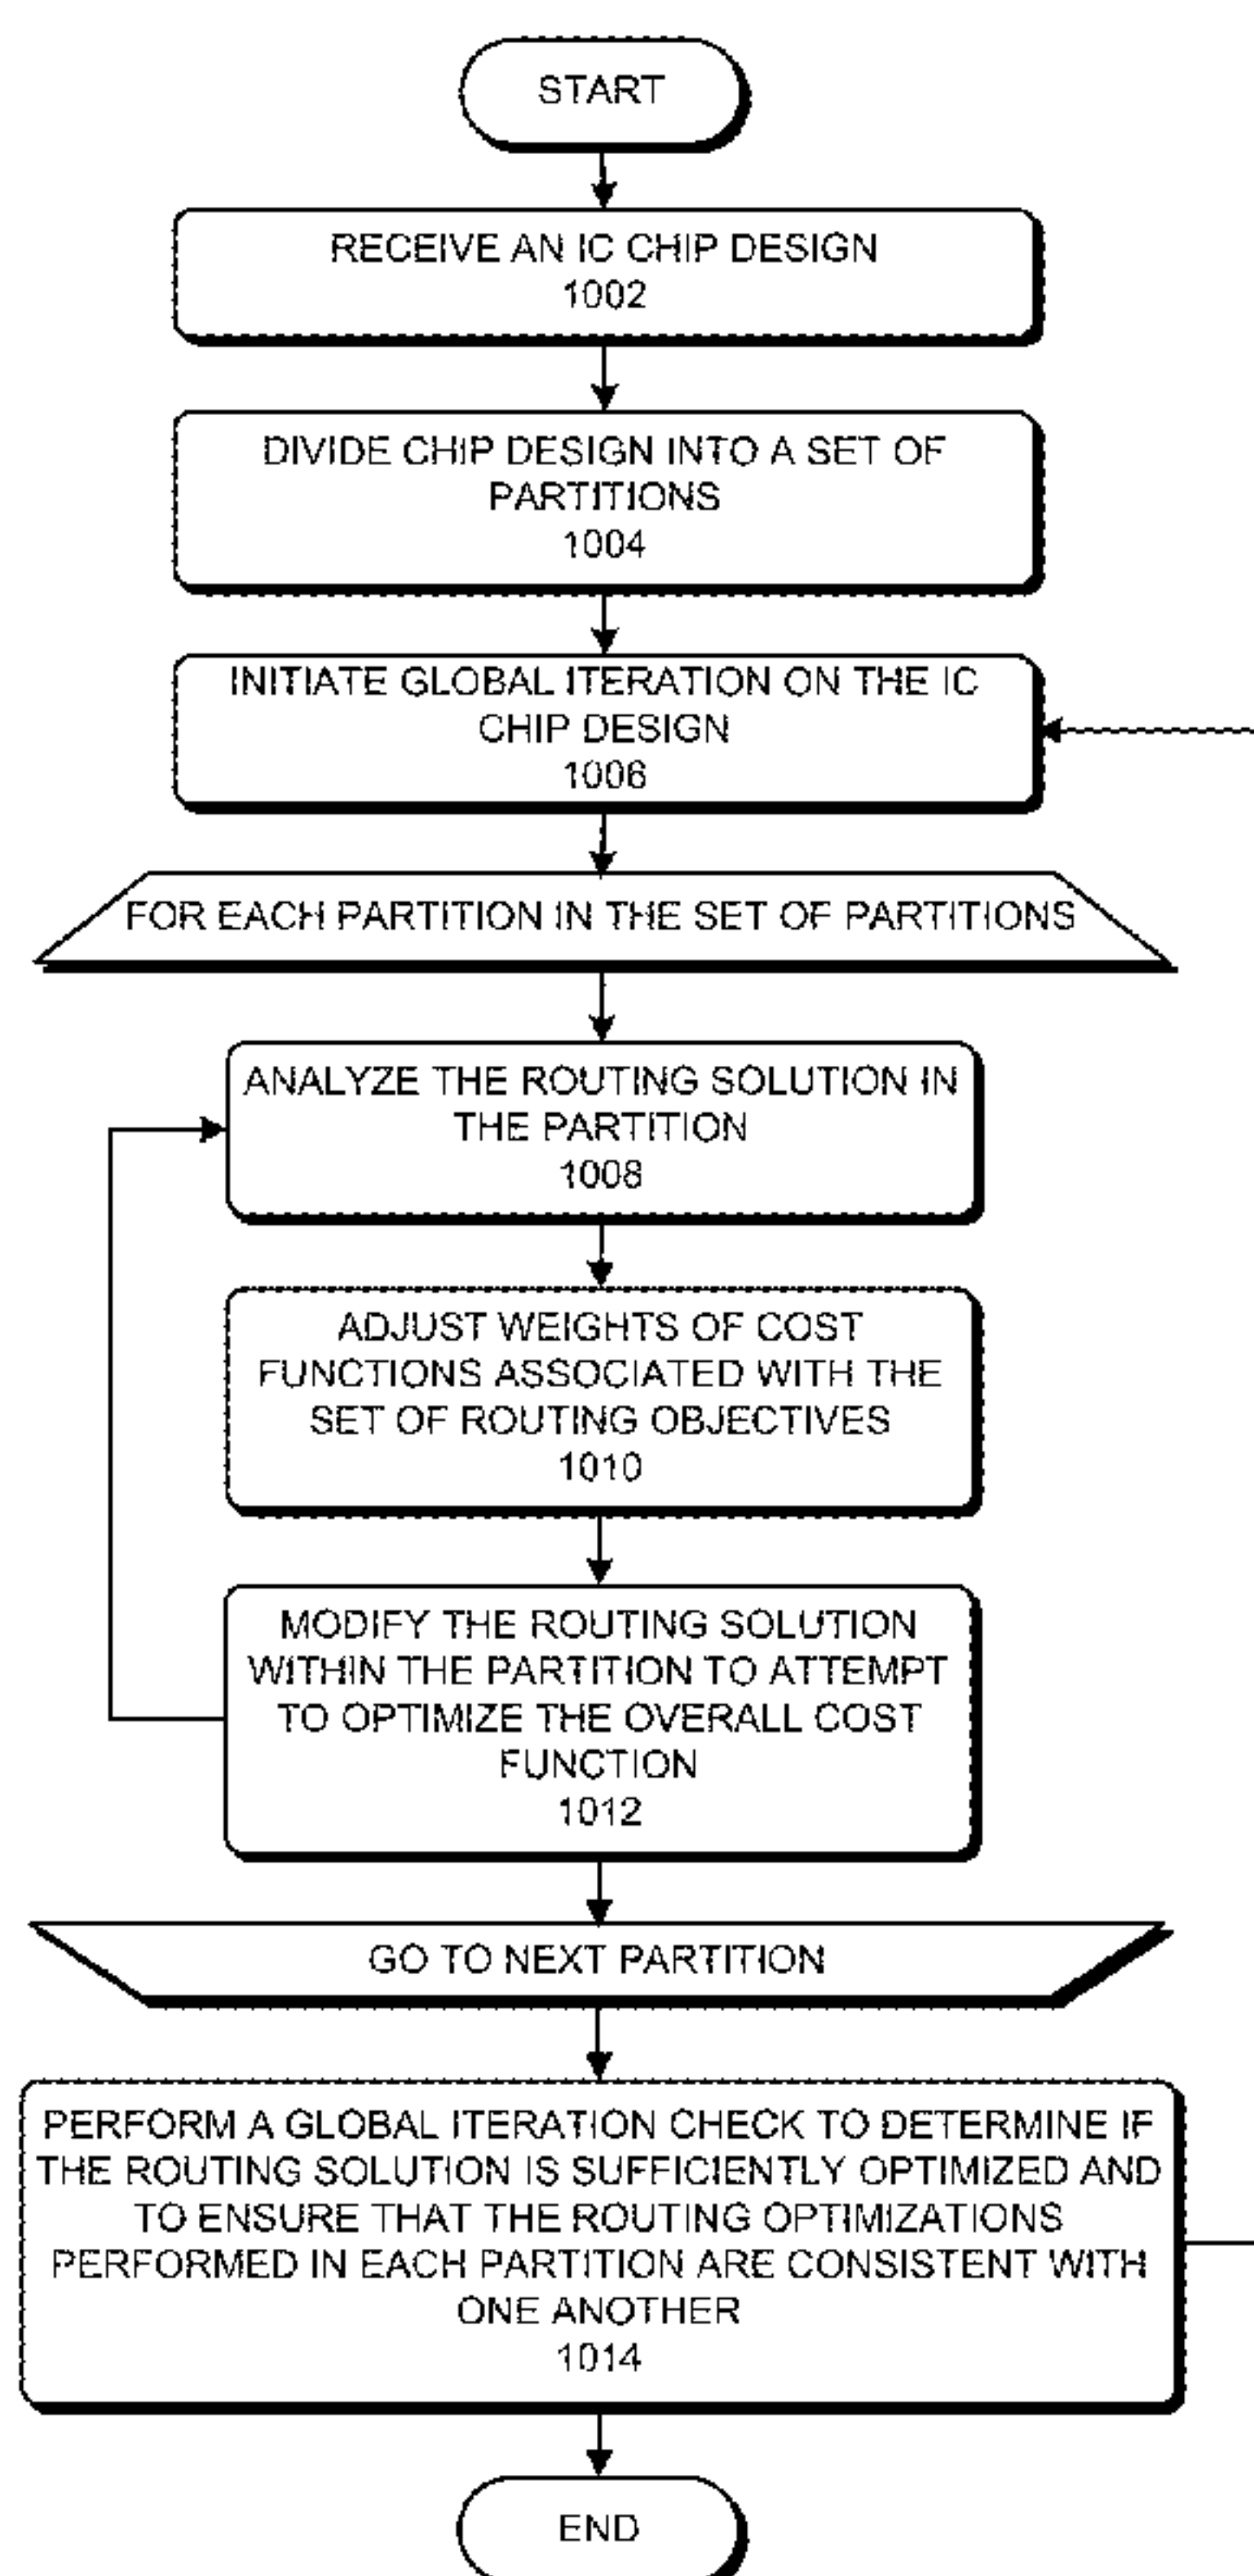 START
RECEIVE AN IC CHIP DESIGN
1002
DIVIDE CHIP DESIGN INTO A SET OF
PARTITIONS
1004
INITIATE GLOBAL ITERATION ON THE IC
CHIP DESIGN
1006
FOR EACH PARTITION IN THE SET OF PARTITIONS
ANALYZE THE ROUTING SOLUTION IN
THE PARTITION
1008
ADJUST WEIGHTS OF COST
FUNCTIONS ASSOCIATED WITH THE
SET OF ROUTING OBJECTIVES
1010
MODIFY THE ROUTING SOLUTION
WITHIN THE PARTITION TO ATTEMPT
TO OPTIMIZE THE OVERALL COST
FUNCTION
1012
GO TO NEXT PARTITION
PERFORM A GLOBAL ITERATION CHECK TO DETERMINE IF
THE ROUTING SOLUTION IS SUFFICIENTLY OPTIMIZED AND
TO ENSURE THAT THE ROUTING OPTIMIZATIONS
PERFORMED IN EACH PARTITION ARE CONSISTENT WITH
ONE ANOTHER
1014
END